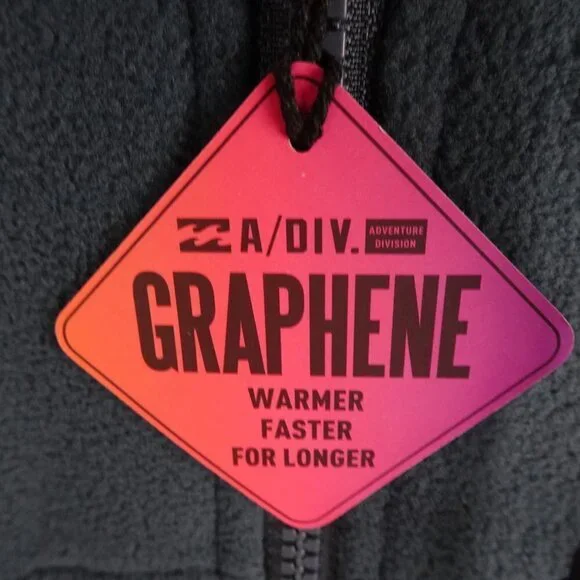 A/DIV. ADVENTURE
DIVISION
GRAPHENE
WARMER
FASTER
FOR LONGER